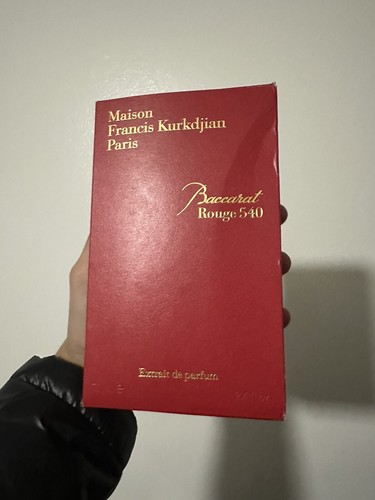 Maison
Francis Kurkdjian
Paris
Baccarat
Rouge 540
Extrait de parfum